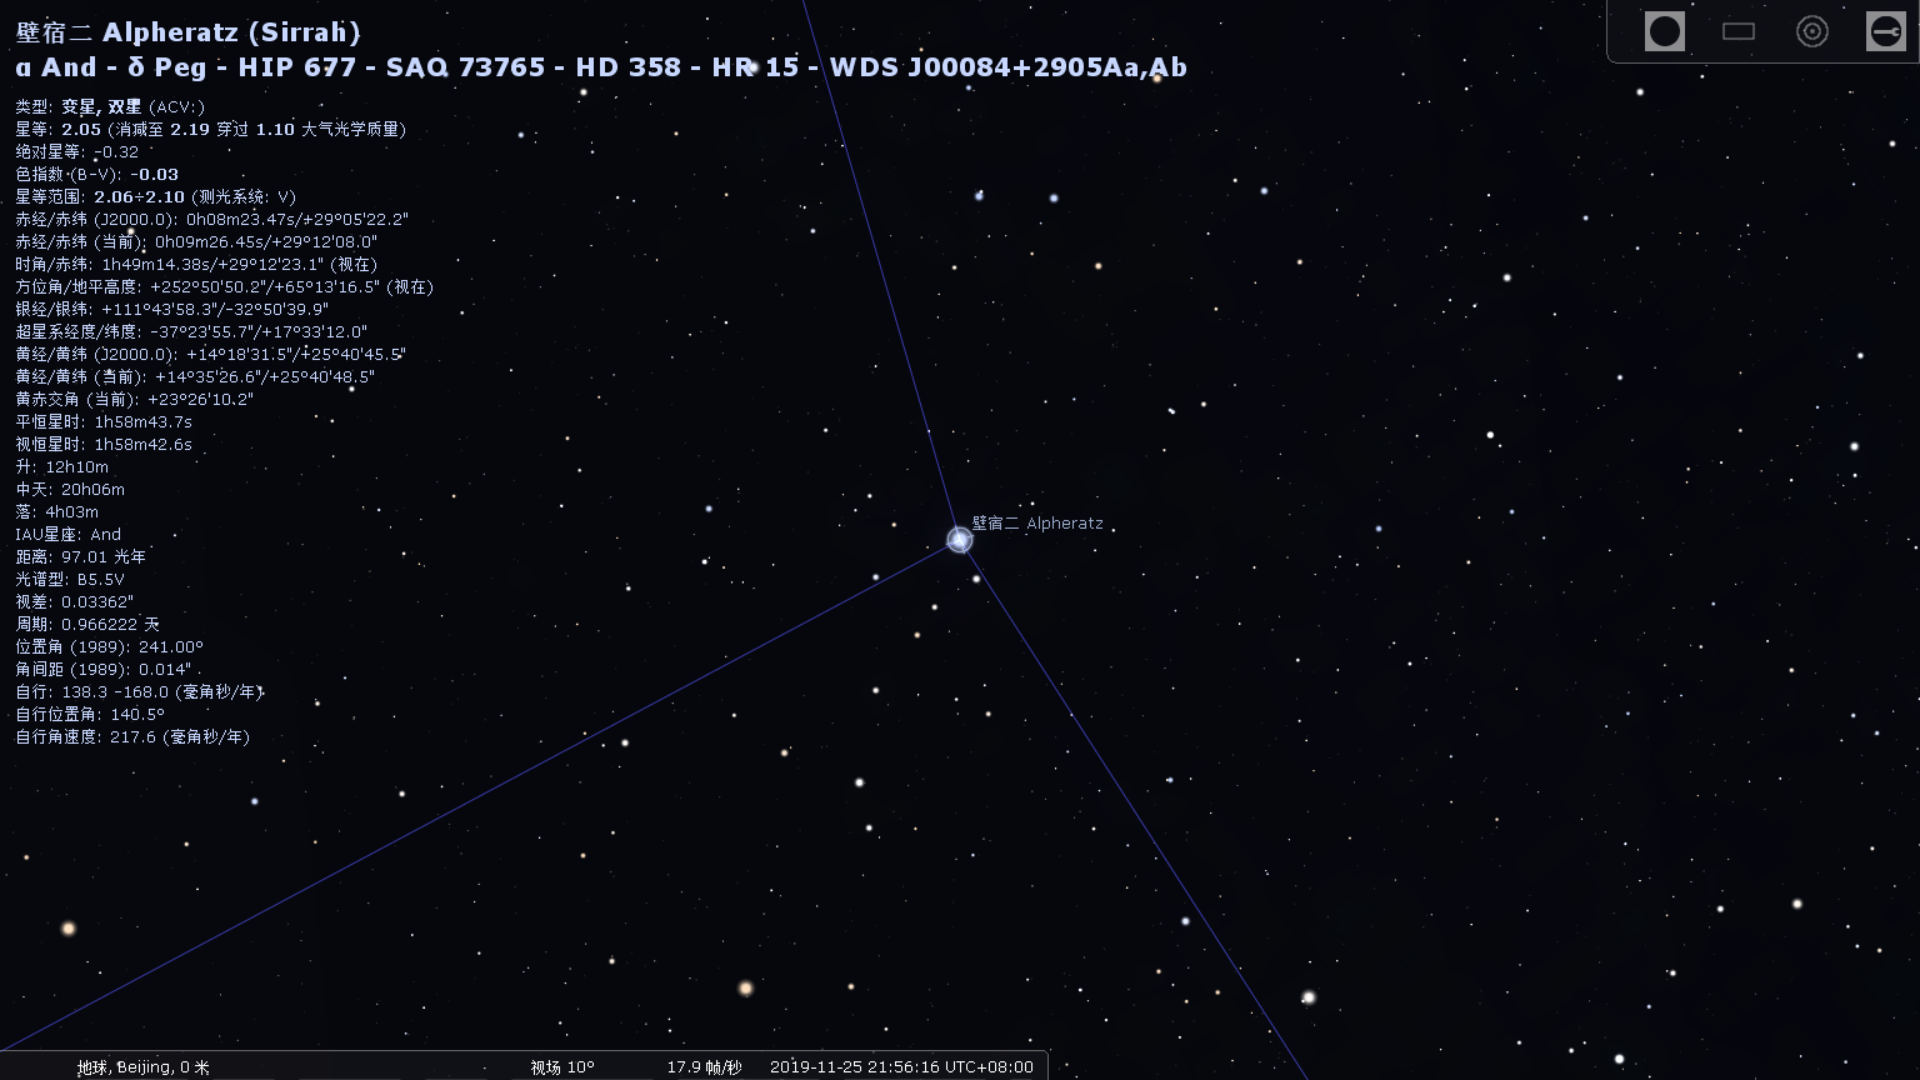 壁宿二 Alpheratz (Sirrah)
α And - δ Peg - HIP 677 - SAO 73765 - HD 358 - HR 15 - WDS J00084+2905Aa,Ab
类型: 变星, 双星 (ACV:)
星等: 2.05 (消减至 2.19 穿过 1.10 大气光学质量)
绝对星等: -0.32
色指数 (B-V): -0.03
星等范围: 2.06÷2.10 (测光系统: V)
赤经/赤纬 (J2000.0): 0h08m23.47s/+29°05'22.2"
赤经/赤纬 (当前): 0h09m26.45s/+29°12'08.0"
时角/赤纬: 1h49m14.38s/+29°12'23.1" (视在)
方位角/地平高度: +252°50'50.2"/+65°13'16.5" (视在)
银经/银纬: +111°43'58.3"/-32°50'39.9"
超星系经度/纬度: -37°23'55.7"/+17°33'12.0"
黄经/黄纬 (J2000.0): +14°18'31.5"/+25°40'45.5"
黄经/黄纬 (当前): +14°35'26.6"/+25°40'48.5"
黄赤交角 (当前): +23°26'10.2"
平恒星时: 1h58m43.7s
视恒星时: 1h58m42.6s
升: 12h10m
中天: 20h06m
落: 4h03m
IAU星座: And
距离: 97.01 光年
光谱型: B5.5V
视差: 0.03362"
周期: 0.966222 天
位置角 (1989): 241.00°
角间距 (1989): 0.014"
自行: 138.3 -168.0 (毫角秒/年)
自行位置角: 140.5°
自行角速度: 217.6 (毫角秒/年)
壁宿二 Alpheratz
地球, Beijing, 0 米 视场 10° 17.9 帧/秒 2019-11-25 21:56:16 UTC+08:00